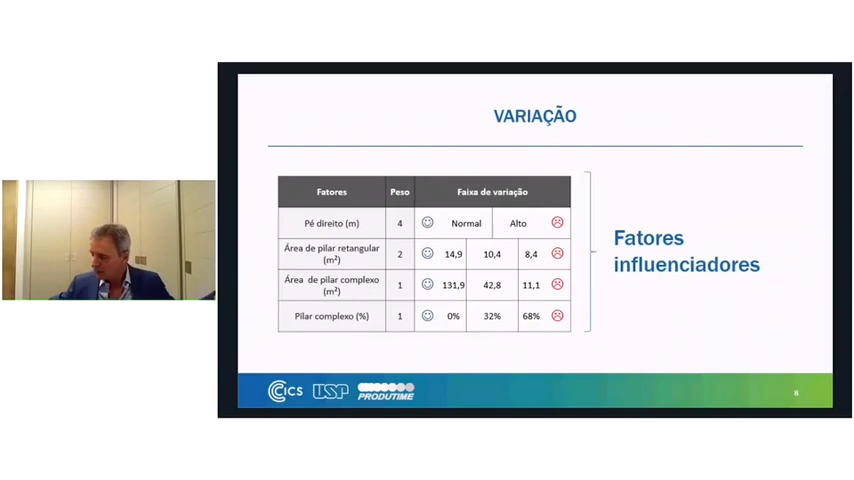 VARIAÇÃO
Fatores Peso Faixa de variação
Pé direito (m) 4 Normal Alto
Área de pilar retangular
(m²) 2 14,9 10,4 8,4
Área de pilar complexo
(m²) 1 131,9 42,8 11,1
Pilar complexo (%) 1 0% 32% 68%
Fatores
influenciadores
CICS USP PRODUTIME 8